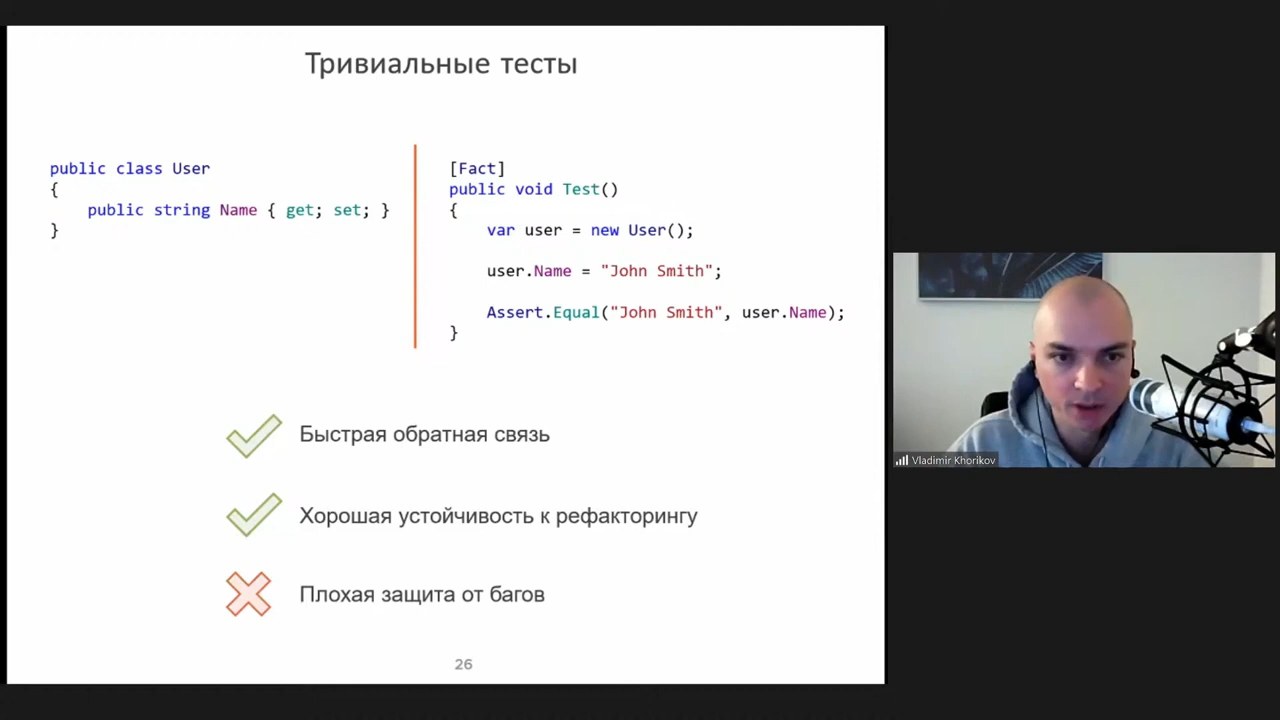 Тривиальные тесты
public class User
{
    public string Name { get; set; }
}
[Fact]
public void Test()
{
    var user = new User();
    user.Name = "John Smith";
    Assert.Equal("John Smith", user.Name);
}
Быстрая обратная связь
Хорошая устойчивость к рефакторингу
Плохая защита от багов
26
Vladimir Khorikov